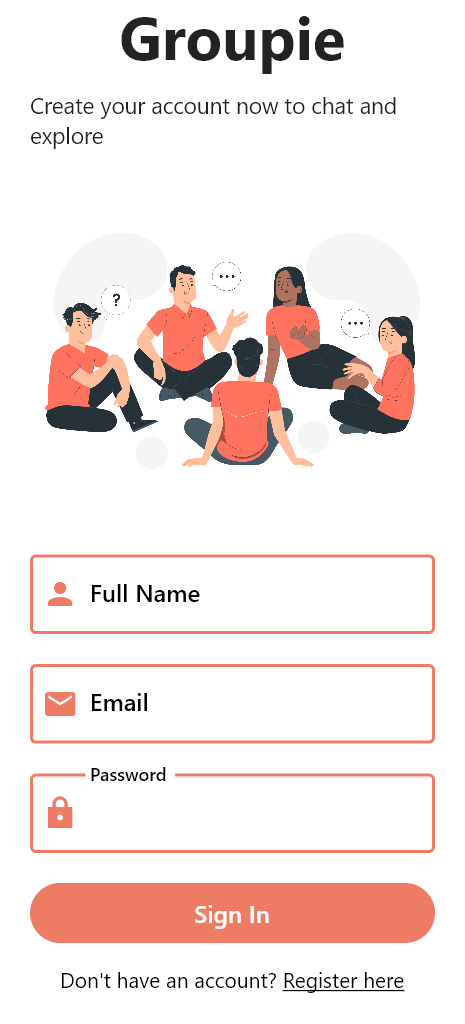 Groupie
Create your account now to chat and
explore
?
...
...
Full Name
Email
Password
Sign In
Don't have an account? Register here